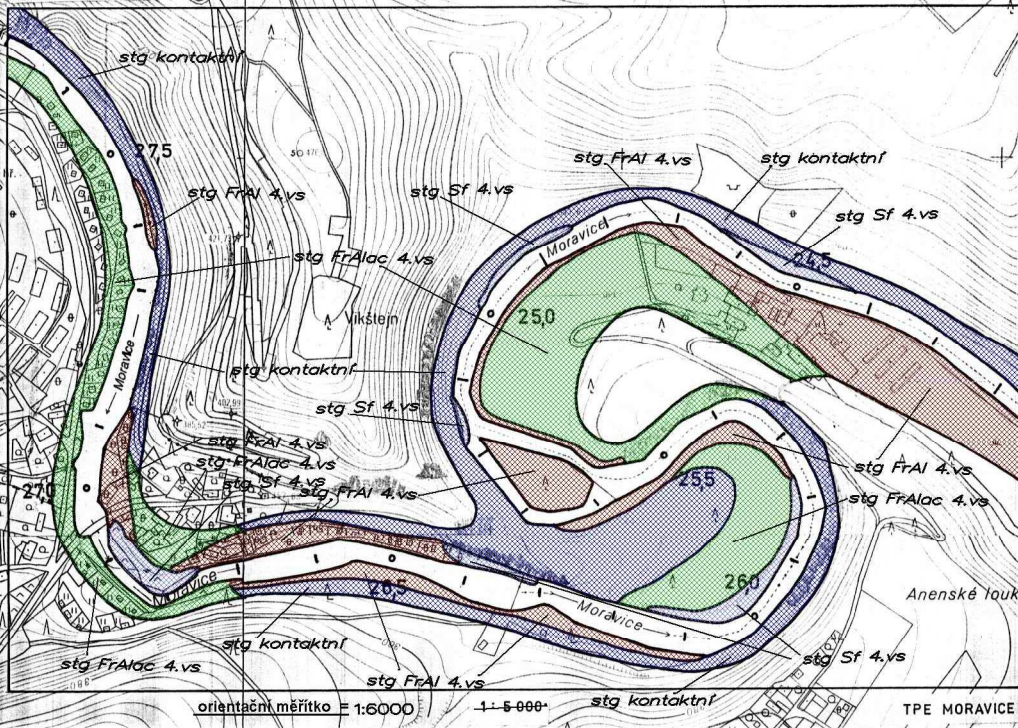 stg kontaktní
27,5
50
stg FrAl 4.vs
stg kontaktní
stg FrAl 4.vs
stg Sf 4.vs
stg Sf 4.vs
Moravice
24,5
stg FrAlac 4.vs
Vikštejn
25,0
Moravice
stg kontaktní
stg Sf 4.vs
stg FrAl 4.vs
stg FrAlac 4.vs
stg Sf 4.vs
stg FrAl 4.vs
stg FrAl 4.vs
27,0
25,5
stg FrAlac 4.vs
Moravice
26,5
26,0
Anenské louk
Moravice
stg kontaktní
stg Sf 4.vs
stg FrAlac 4.vs
380
380
stg FrAl 4.vs
stg kontaktní
orientační měřítko = 1:6000
1:5 000
TPE MORAVICE